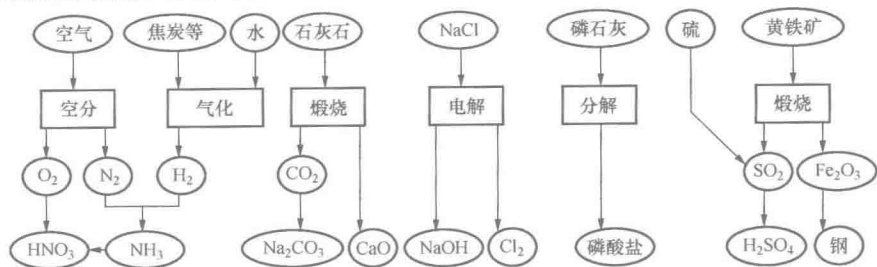 空气 焦炭等 水 石灰石 NaCl 磷石灰 硫 黄铁矿
空分 气化 煅烧 电解 分解 煅烧
O₂ N₂ H₂ CO₂ SO₂ Fe₂O₃
HNO₃ NH₃ Na₂CO₃ CaO NaOH Cl₂ 磷酸盐 H₂SO₄ 钢